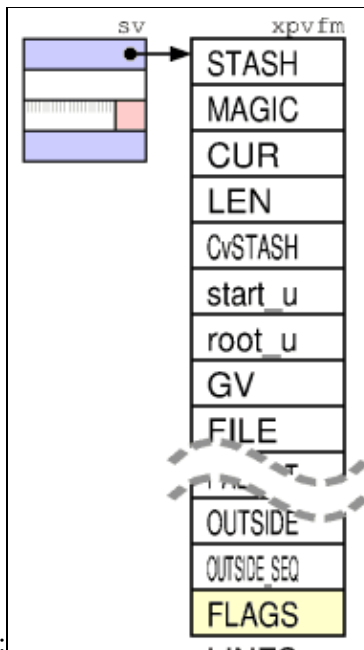 sv xpvfm
STASH
MAGIC
CUR
LEN
CvSTASH
start_u
root_u
GV
FILE
OUTSIDE
OUTSIDE_SEQ
FLAGS